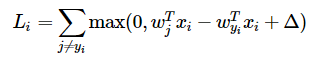 L_i = \sum_{j \neq y_i} \max(0, w_j^T x_i - w_{y_i}^T x_i + \Delta)